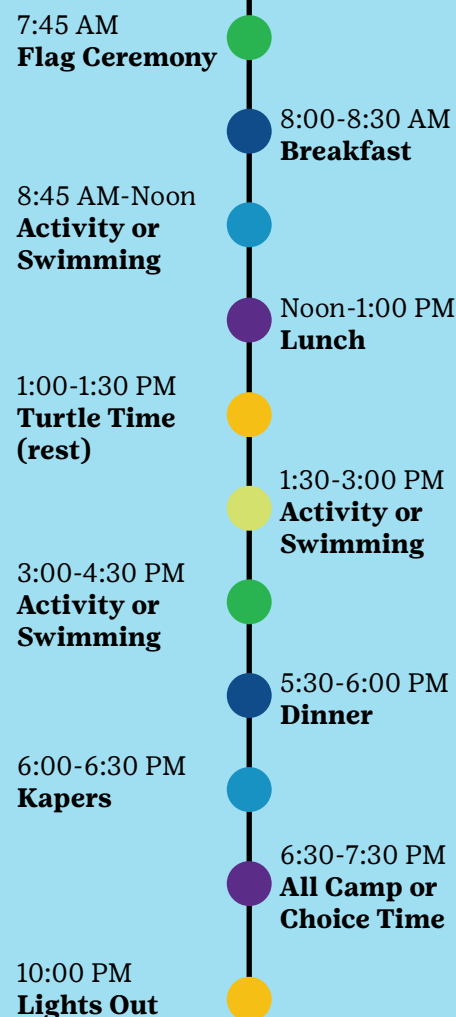 7:45 AM
Flag Ceremony
8:00-8:30 AM
Breakfast
8:45 AM-Noon
Activity or
Swimming
Noon-1:00 PM
Lunch
1:00-1:30 PM
Turtle Time
(rest)
1:30-3:00 PM
Activity or
Swimming
3:00-4:30 PM
Activity or
Swimming
5:30-6:00 PM
Dinner
6:00-6:30 PM
Kapers
6:30-7:30 PM
All Camp or
Choice Time
10:00 PM
Lights Out